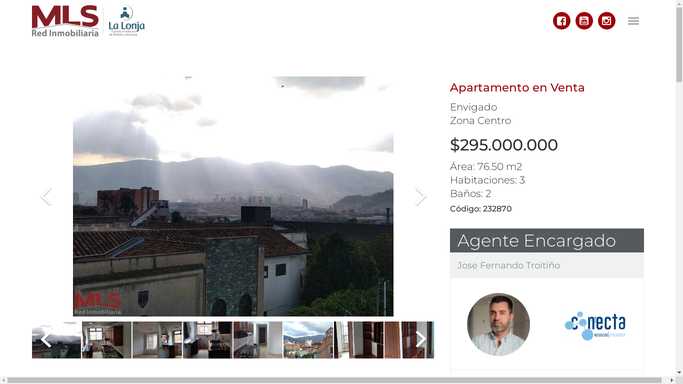 MLS
Red Inmobiliaria
La Lonja
Apartamento en Venta
Envigado
Zona Centro
$295.000.000
Área: 76.50 m2
Habitaciones: 3
Baños: 2
Código: 232870
Agente Encargado
Jose Fernando Troitiño
MLS
Red Inmobiliaria
conecta